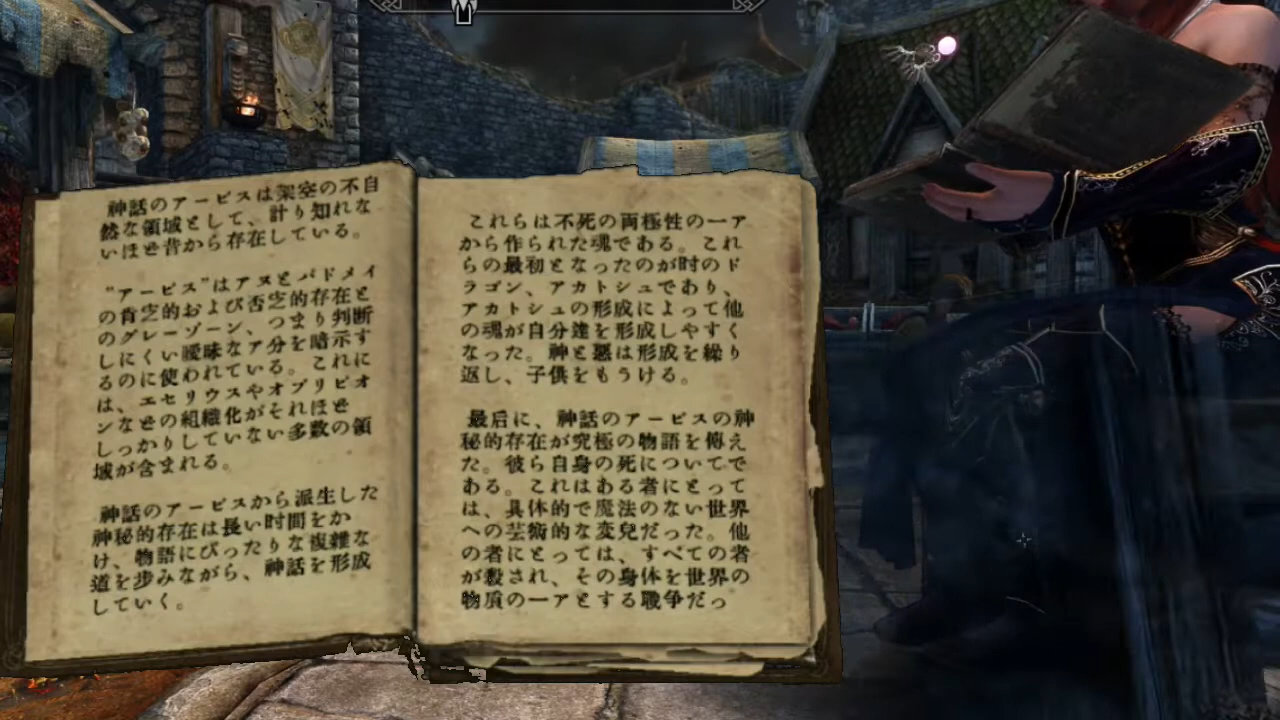 神話のアービスは架空の不自
然な領域として、計り知れな
いほど昔から存在している。
"アービス"はアヌとパドメイ
の肯定的および否定的存在と
のグレーゾーン、つまり判断
しにくい曖昧な部分を暗示す
るのに使われている。これに
は、エセリウスやオブリビオ
ンなどの組織化がそれほど
しっかりしていない多数の領
域が含まれる。
神話のアービスから派生した
神秘的存在は長い時間をか
け、物語にぴったりな複雑な
道を歩みながら、神話を形成
していく。
これらは不死の両極性の一部
から作られた魂である。これ
らの最初となったのが時のド
ラゴン、アカトシュであり、
アカトシュの形成によって他
の魂が自分達を形成しやすく
なった。神と悪は形成を繰り
返し、子供をもうける。
最后に、神話のアービスの神
秘的存在が究極の物語を傳え
た。彼ら自身の死についてで
ある。これはある者にとって
は、具体的で魔法のない世界
への芸術的な変兒だった。他
の者にとっては、すべての者
が殺され、その身体を世界の
物質の一部とする戰争だっ